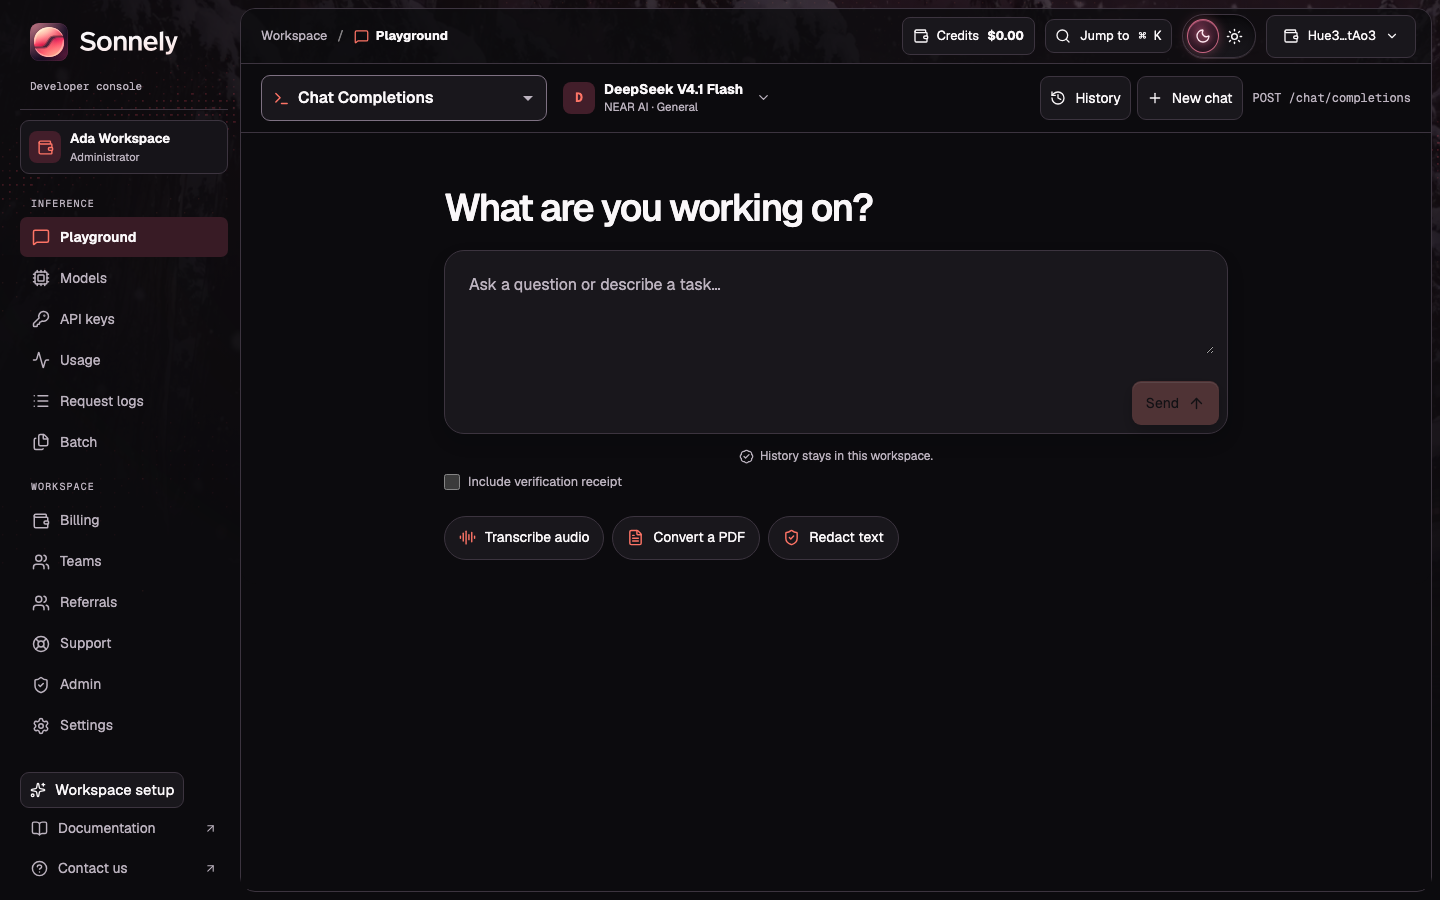 Sonnely
Developer console
Ada Workspace
Administrator
INFERENCE
Playground
Models
API keys
Usage
Request logs
Batch
WORKSPACE
Billing
Teams
Referrals
Support
Admin
Settings
Workspace setup
Documentation
Contact us
Workspace / Playground
Credits $0.00
Jump to ⌘ K
Hue3...tAo3
Chat Completions
D
DeepSeek V4.1 Flash
NEAR AI · General
History
New chat
POST /chat/completions
What are you working on?
Ask a question or describe a task...
Send
History stays in this workspace.
Include verification receipt
Transcribe audio
Convert a PDF
Redact text